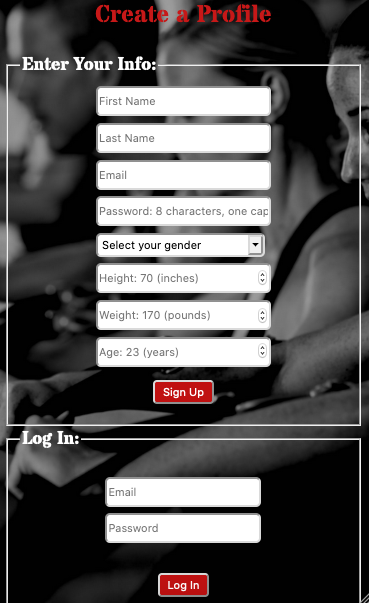 Create a Profile
Enter Your Info:
First Name
Last Name
Email
Password: 8 characters, one cap
Select your gender
Height: 70 (inches)
Weight: 170 (pounds)
Age: 23 (years)
Sign Up
Log In:
Email
Password
Log In